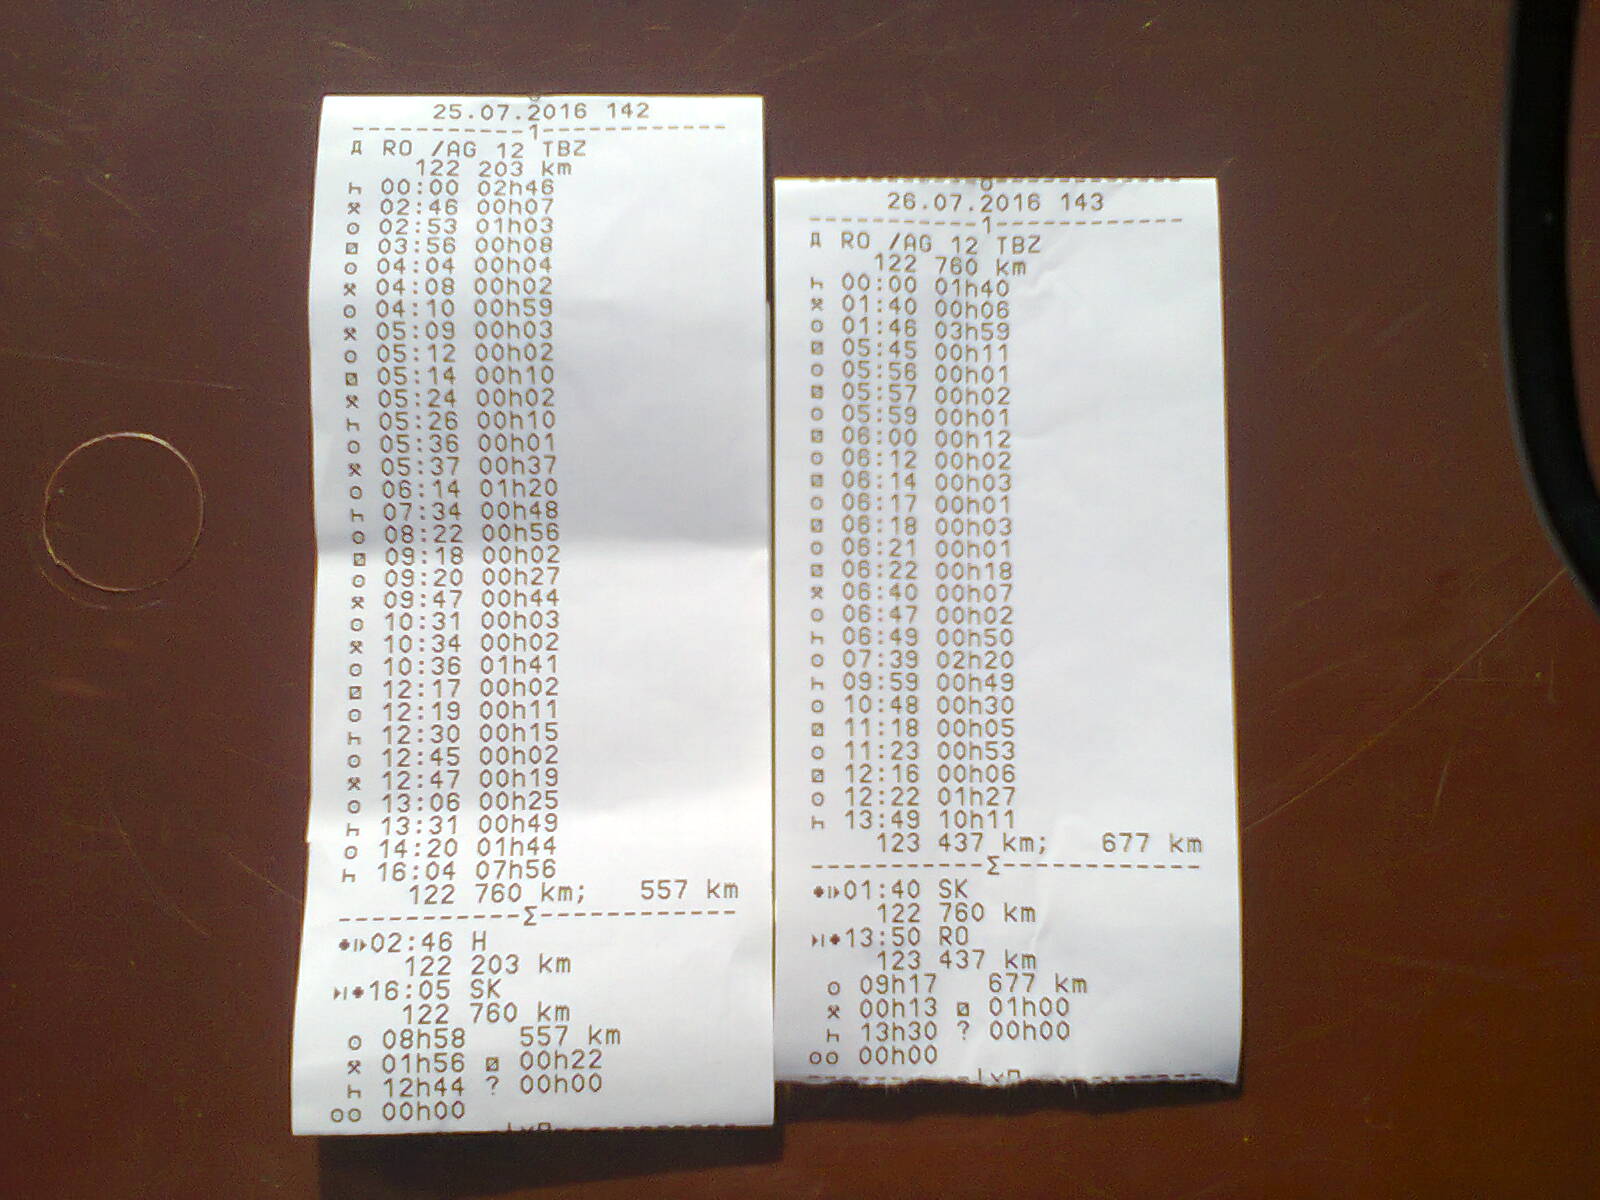 25.07.2016 142
------------1------------
RO /AG 12 TBZ
122 203 km
00:00 02h46
02:46 00h07
02:53 01h03
03:56 00h08
04:04 00h04
04:08 00h02
04:10 00h59
05:09 00h03
05:12 00h02
05:14 00h10
05:24 00h02
05:26 00h10
05:36 00h01
05:37 00h37
06:14 01h20
07:34 00h48
08:22 00h56
09:18 00h02
09:20 00h27
09:47 00h44
10:31 00h03
10:34 00h02
10:36 01h41
12:17 00h02
12:19 00h11
12:30 00h15
12:45 00h02
12:47 00h19
13:06 00h25
13:31 00h49
14:20 01h44
16:04 07h56
122 760 km; 557 km
------------Σ------------
02:46 H
122 203 km
16:05 SK
122 760 km
08h58 557 km
01h56 00h22
12h44 ? 00h00
00h00
26.07.2016 143
------------1------------
RO /AG 12 TBZ
122 760 km
00:00 01h40
01:40 00h06
01:46 03h59
05:45 00h11
05:56 00h01
05:57 00h02
05:59 00h01
06:00 00h12
06:12 00h02
06:14 00h03
06:17 00h01
06:18 00h03
06:21 00h01
06:22 00h18
06:40 00h07
06:47 00h02
06:49 00h50
07:39 02h20
09:59 00h49
10:48 00h30
11:18 00h05
11:23 00h53
12:16 00h06
12:22 01h27
13:49 10h11
123 437 km; 677 km
------------Σ------------
01:40 SK
122 760 km
13:50 RO
123 437 km
09h17 677 km
00h13 01h00
13h30 ? 00h00
00h00